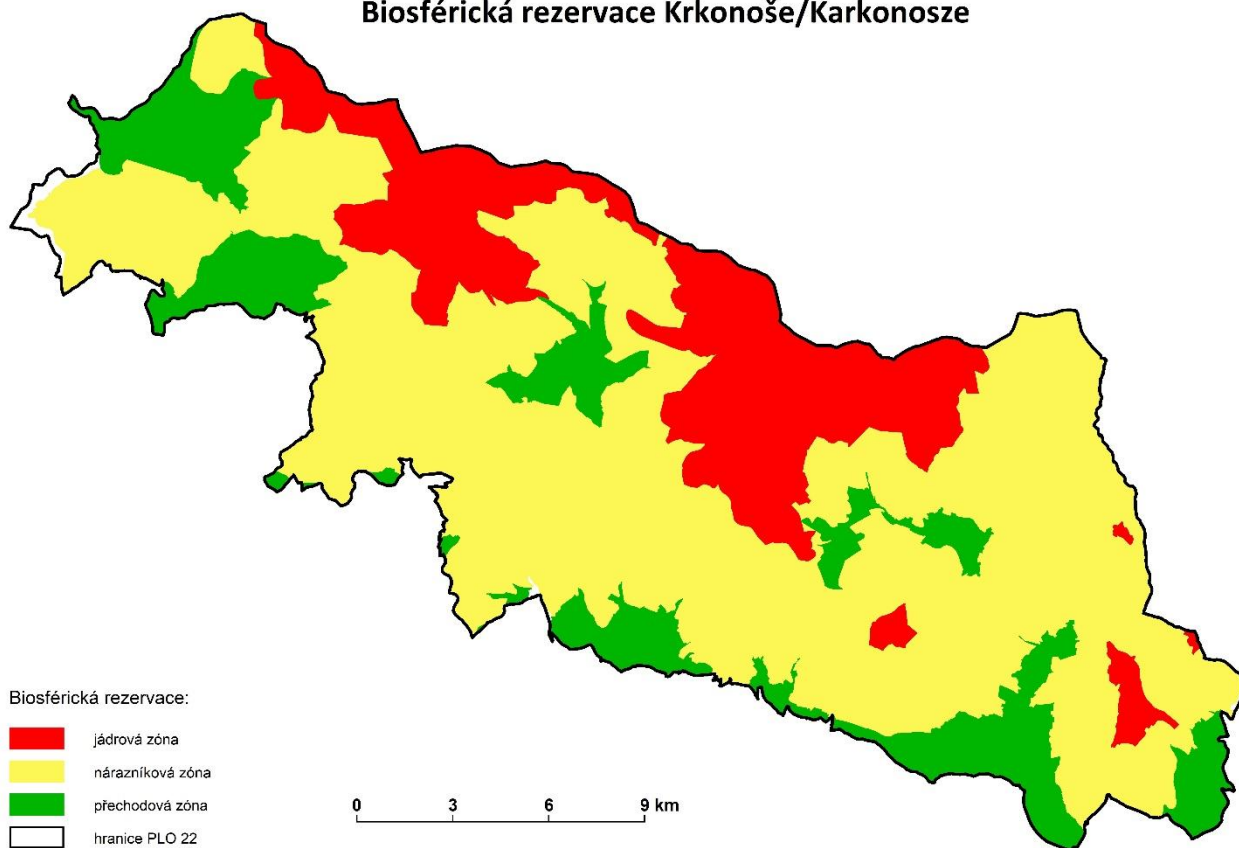 Biosférická rezervace Krkonoše/Karkonosze
Biosférická rezervace:
jádrová zóna
nárazníková zóna
přechodová zóna
hranice PLO 22
0 3 6 9 km